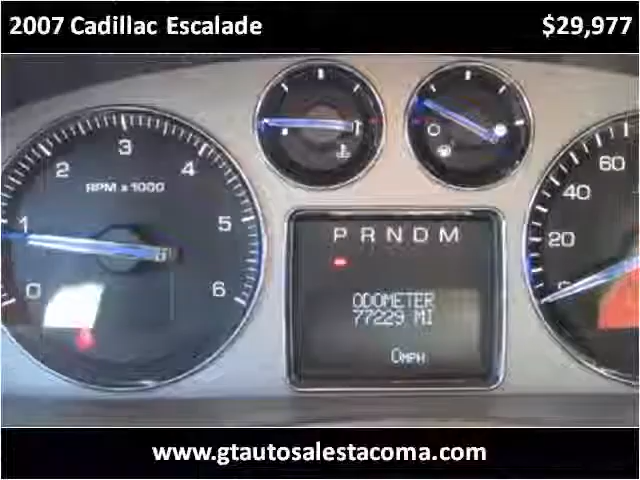 2007 Cadillac Escalade $29,977
3
2 4
RPM x 1000
1 5
0 6
60
40
20
P R N D M
ODOMETER
77229 MI
0MPH
www.gtautosalestacoma.com